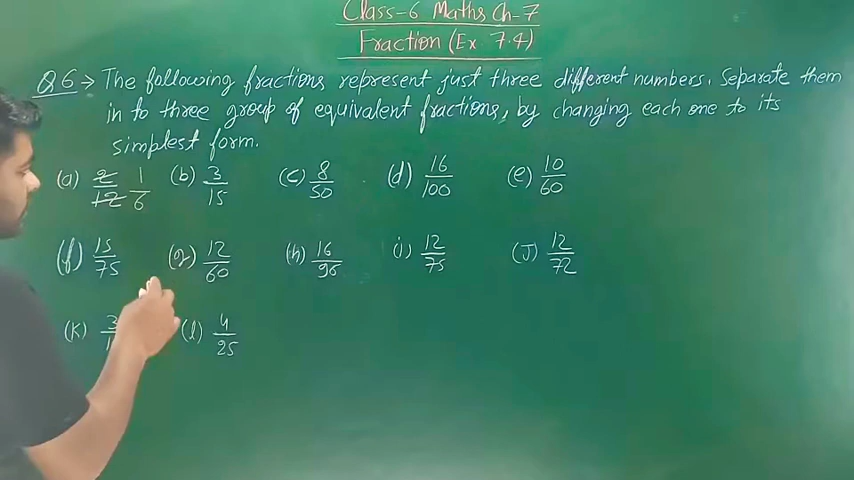 Class-6 Maths Ch-7
Fraction (Ex 7.4)
Q6 → The following fractions represent just three different numbers. Separate them
in to three group of equivalent fractions, by changing each one to its
simplest form.
(a) 2/12 1/6 (b) 3/15 (c) 8/50 (d) 16/100 (e) 10/60
(f) 15/75 (g) 12/60 (h) 16/96 (i) 12/75 (J) 12/72
(K) (l) 4/25